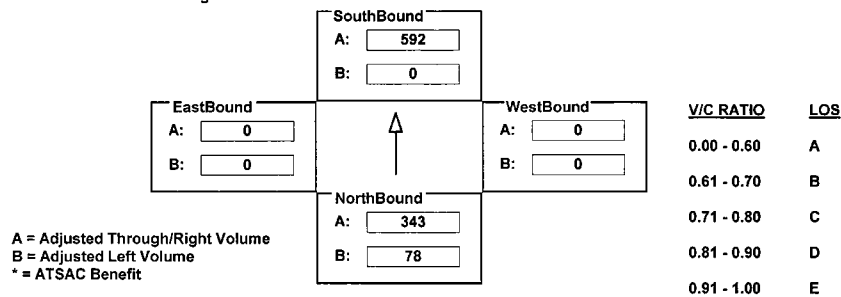 SouthBound
A: 592
B: 0
EastBound
A: 0
B: 0
WestBound
A: 0
B: 0
NorthBound
A: 343
B: 78
A = Adjusted Through/Right Volume
B = Adjusted Left Volume
* = ATSAC Benefit
V/C RATIO LOS
0.00 - 0.60 A
0.61 - 0.70 B
0.71 - 0.80 C
0.81 - 0.90 D
0.91 - 1.00 E